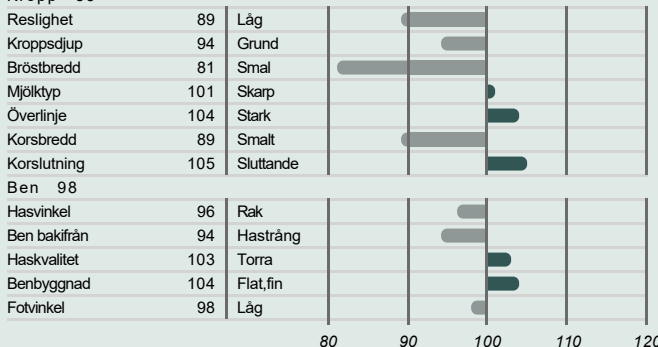 Reslighet 89 Låg
Kroppsdjup 94 Grund
Bröstbredd 81 Smal
Mjölktyp 101 Skarp
Överlinje 104 Stark
Korsbredd 89 Smalt
Korslutning 105 Sluttande
Ben 98
Hasvinkel 96 Rak
Ben bakifrån 94 Hastrång
Haskvalitet 103 Torra
Benbyggnad 104 Flat,fin
Fotvinkel 98 Låg
80 90 100 110 120